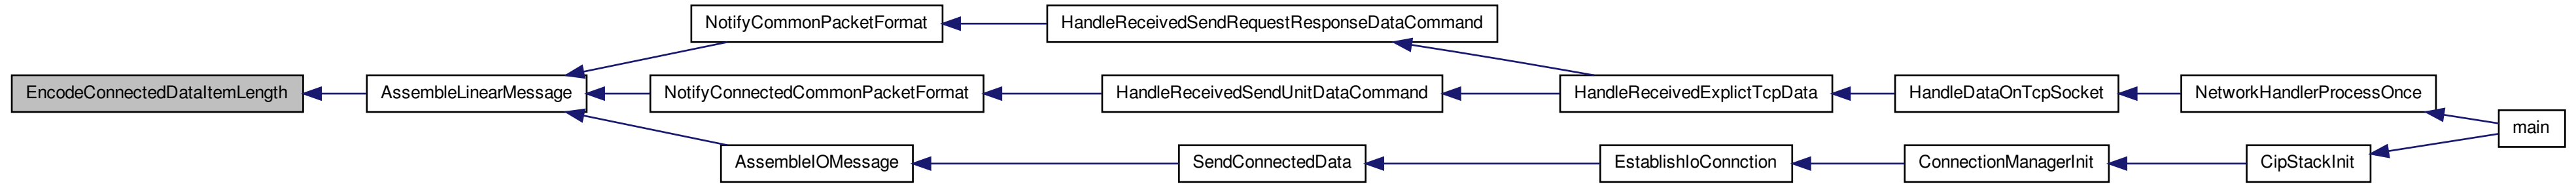 NotifyCommonPacketFormat
HandleReceivedSendRequestResponseDataCommand
EncodeConnectedDataItemLength
AssembleLinearMessage
NotifyConnectedCommonPacketFormat
HandleReceivedSendUnitDataCommand
HandleReceivedExplictTcpData
HandleDataOnTcpSocket
NetworkHandlerProcessOnce
main
AssembleIOMessage
SendConnectedData
EstablishIoConnction
ConnectionManagerInit
CipStackInit